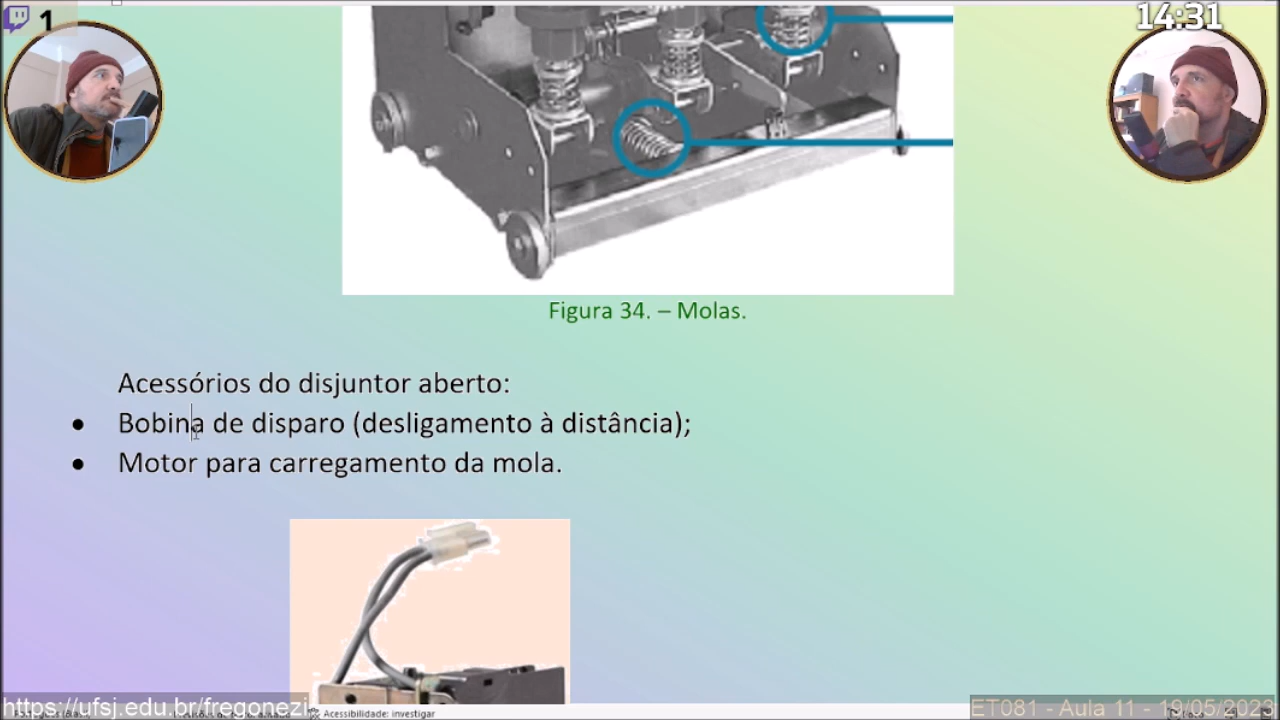 1
14:31
Figura 34. – Molas.
Acessórios do disjuntor aberto:
• Bobina de disparo (desligamento à distância);
• Motor para carregamento da mola.
https://ufsj.edu.br/fregonezi
Acessibilidade: investigar
ET081 - Aula 11 - 19/05/2023